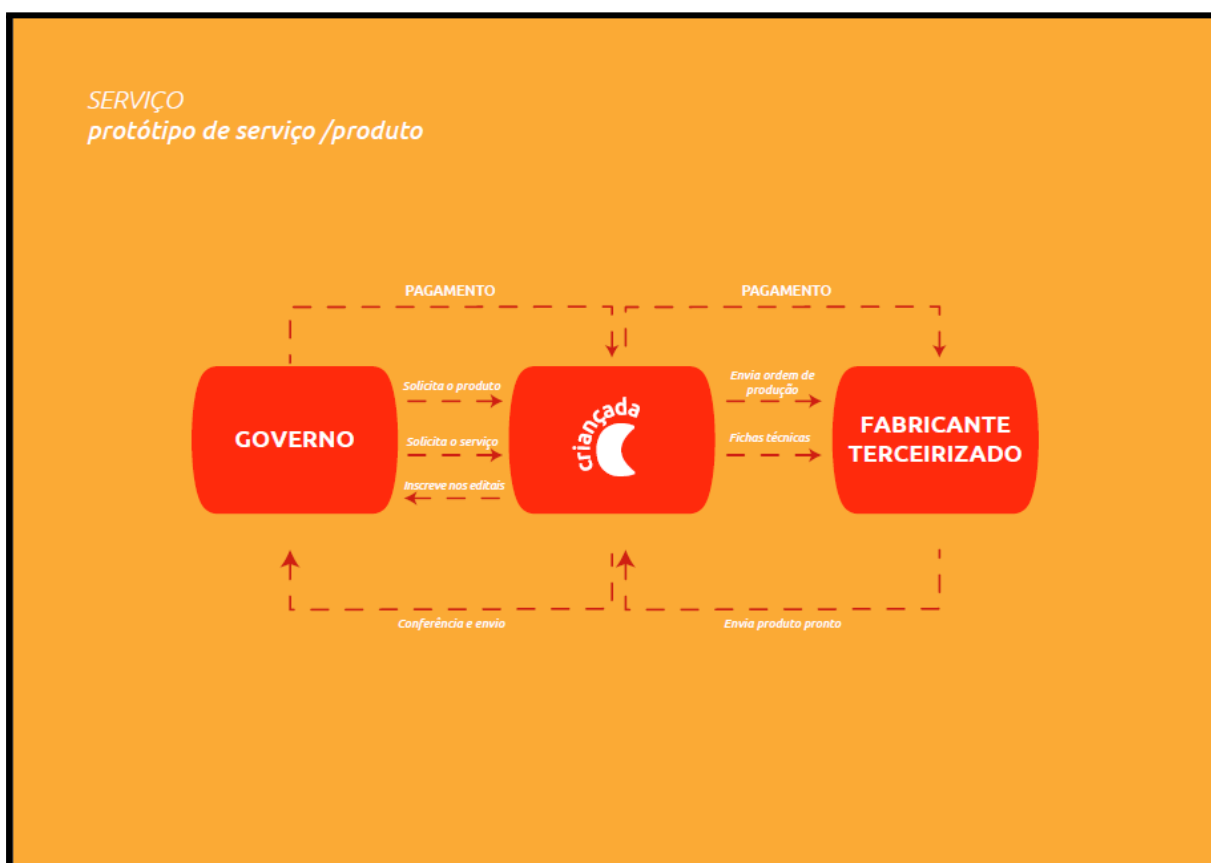 SERVIÇO
protótipo de serviço /produto
PAGAMENTO
PAGAMENTO
Solicita o produto
Envia ordem de
produção
GOVERNO
criançada
FABRICANTE
TERCEIRIZADO
Solicita o serviço
Fichas técnicas
Inscreve nos editais
Conferência e envio
Envia produto pronto